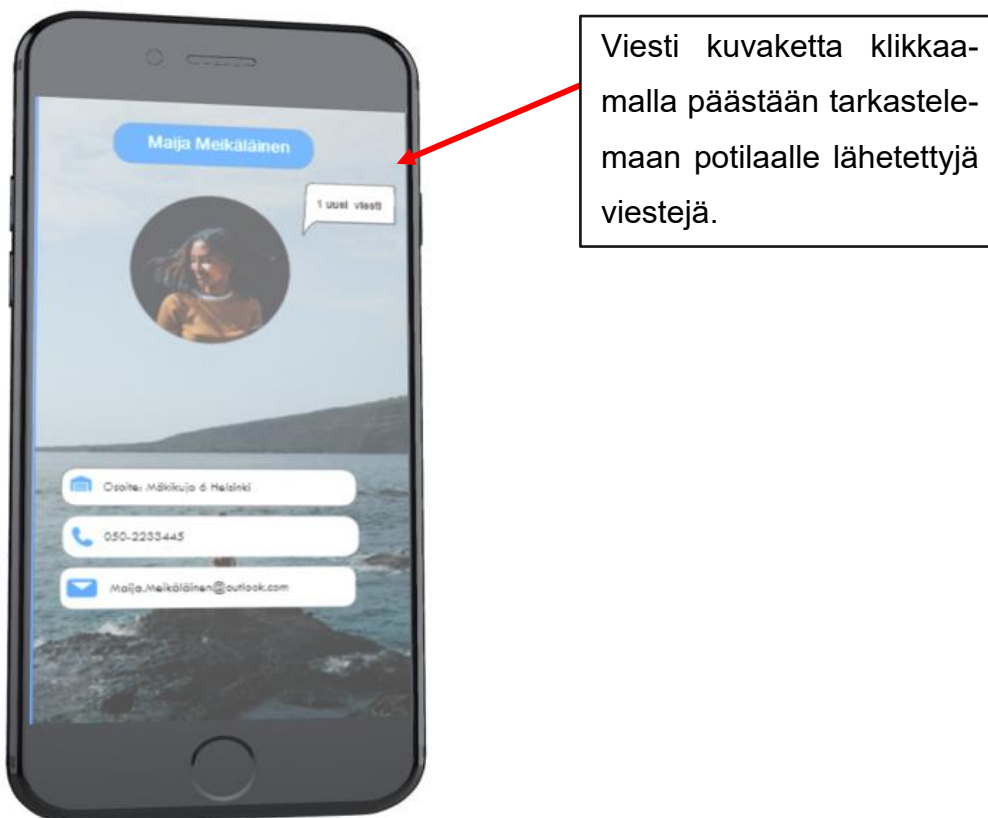 Maija Meikäläinen
1 uusi viesti
Osoite: Mäkikuja 6 Helsinki
050-2233445
Maija.Meikäläinen@outlook.com
Viesti kuvaketta klikkaa-
malla päästään tarkastele-
maan potilaalle lähetettyjä
viestejä.